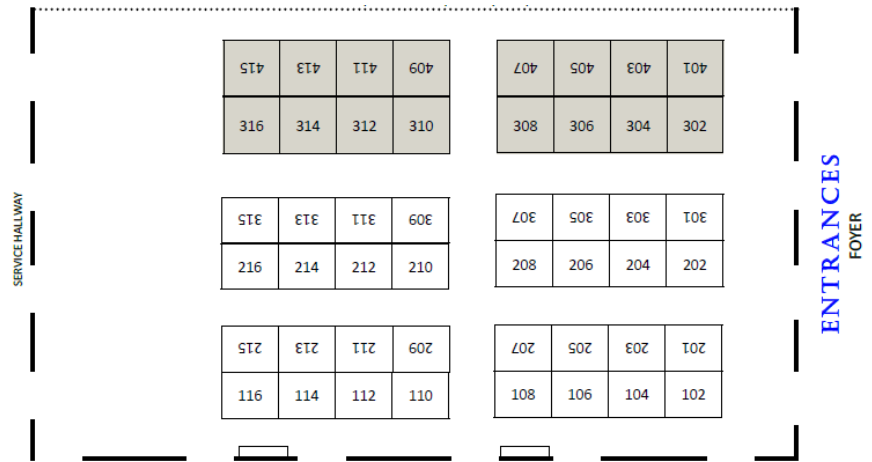 415 413 411 409 407 405 403 401
316 314 312 310 308 306 304 302
315 313 311 309 307 305 303 301
216 214 212 210 208 206 204 202
215 213 211 209 207 205 203 201
116 114 112 110 108 106 104 102
SERVICE HALLWAY
ENTRANCES
FOYER